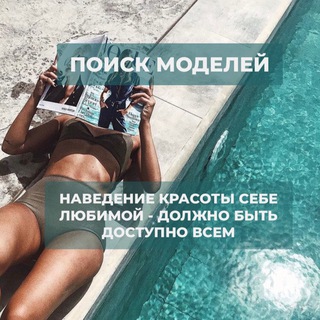 ПОИСК МОДЕЛЕЙ
НАВЕДЕНИЕ КРАСОТЫ СЕБЕ
ЛЮБИМОЙ - ДОЛЖНО БЫТЬ
ДОСТУПНО ВСЕМ